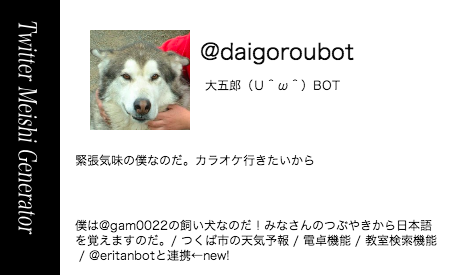 Twitter Meishi Generator
@daigoroubot
大五郎（U＾ω＾）BOT
緊張気味の僕なのだ。カラオケ行きたいから
僕は@gam0022の飼い犬なのだ！みなさんのつぶやきから日本語
を覚えますのだ。/ つくば市の天気予報 / 電卓機能 / 教室検索機能
/ @eritanbotと連携←new!